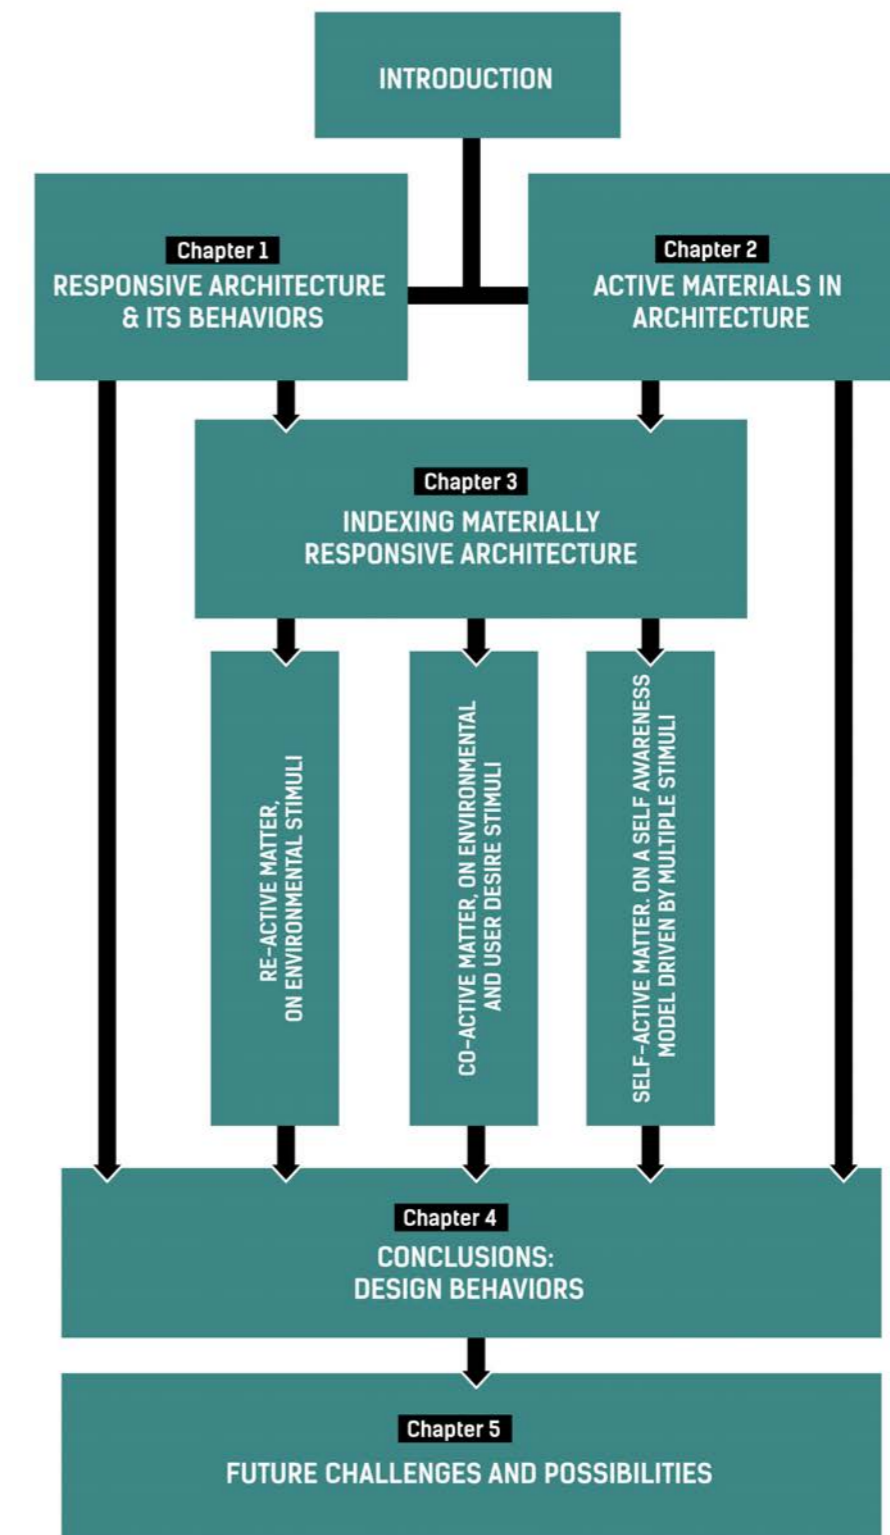 INTRODUCTION
Chapter 1
RESPONSIVE ARCHITECTURE
& ITS BEHAVIORS
Chapter 2
ACTIVE MATERIALS IN
ARCHITECTURE
Chapter 3
INDEXING MATERIALLY
RESPONSIVE ARCHITECTURE
RE-ACTIVE MATTER,
ON ENVIRONMENTAL STIMULI
CO-ACTIVE MATTER, ON ENVIRONMENTAL
AND USER DESIRE STIMULI
SELF-ACTIVE MATTER. ON A SELF AWARENESS
MODEL DRIVEN BY MULTIPLE STIMULI
Chapter 4
CONCLUSIONS:
DESIGN BEHAVIORS
Chapter 5
FUTURE CHALLENGES AND POSSIBILITIES